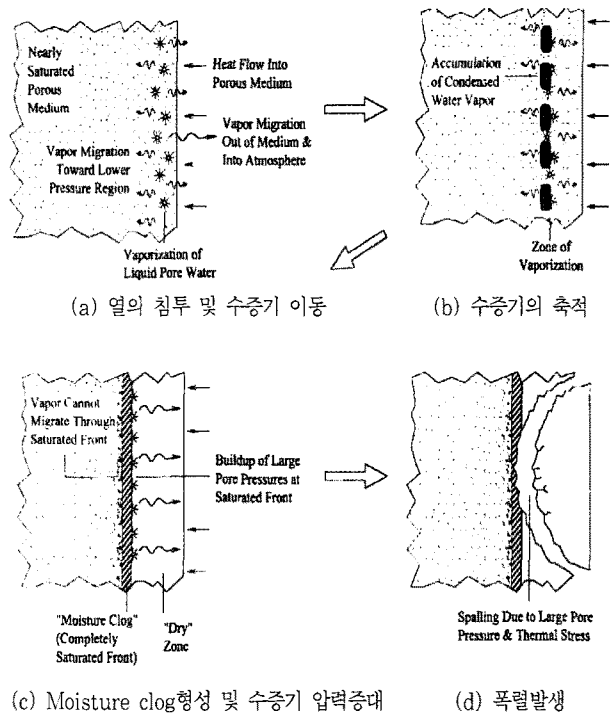 Nearly
Saturated
Porous
Medium
Heat Flow Into
Porous Medium
Vapor Migration
Out of Medium &
Into Atmosphere
Vapor Migration
Toward Lower
Pressure Region
Vaporization of
Liquid Pore Water
(a) 열의 침투 및 수증기 이동
Accumulation
of Condensed
Water Vapor
Zone of
Vaporization
(b) 수증기의 축적
Vapor Cannot
Migrate Through
Saturated Front
Buildup of Large
Pore Pressures at
Saturated Front
"Moisture Clog"
(Completely
Saturated Front)
"Dry"
Zone
(c) Moisture clog형성 및 수증기 압력증대
Spalling Due to Large Pore
Pressure & Thermal Stress
(d) 폭렬발생